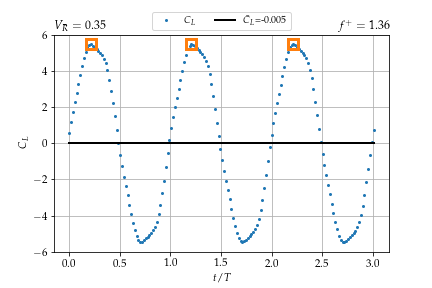 V_R = 0.35
C_L
C̄_L=-0.005
f⁺ = 1.36
6
4
2
0
−2
−4
−6
C_L
0.0 0.5 1.0 1.5 2.0 2.5 3.0
t/T